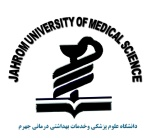 JAHROM UNIVERSITY OF MEDICAL SCIENCE
دانشگاه علوم پزشکی وخدمات بهداشتی درمانی جهرم